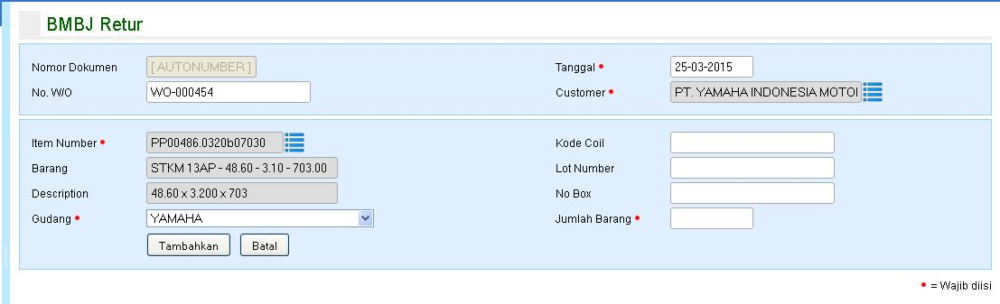 BMBJ Retur
Nomor Dokumen [ AUTONUMBER ] Tanggal • 25-03-2015
No. W/O WO-000454 Customer • PT. YAMAHA INDONESIA MOTOI
Item Number • PP00486.0320b07030 Kode Coil
Barang STKM 13AP - 48.60 - 3.10 - 703.00 Lot Number
Description 48.60 x 3.200 x 703 No Box
Gudang • YAMAHA Jumlah Barang •
Tambahkan Batal
• = Wajib diisi